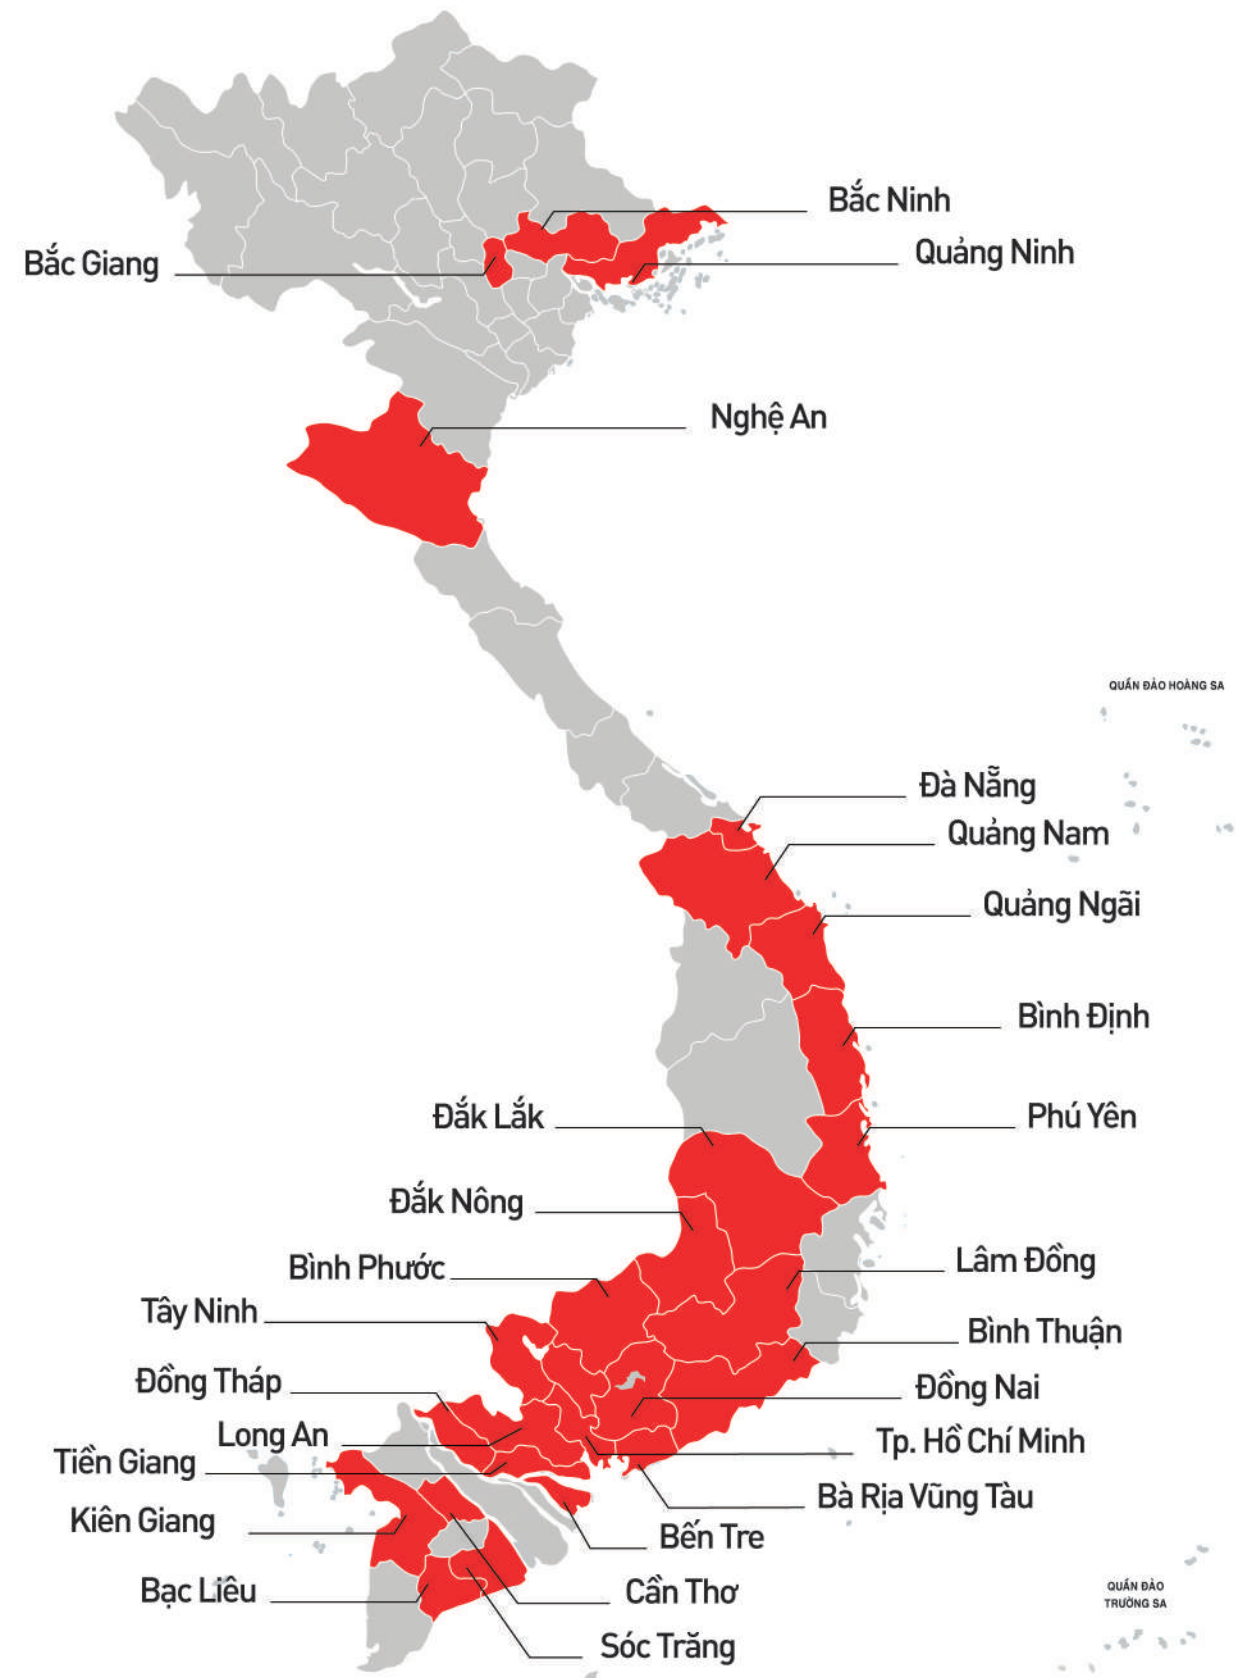 Bắc Ninh
Quảng Ninh
Bắc Giang
Nghệ An
QUẦN ĐẢO HOÀNG SA
Đà Nẵng
Quảng Nam
Quảng Ngãi
Bình Định
Đắk Lắk
Phú Yên
Đắk Nông
Lâm Đồng
Bình Phước
Tây Ninh
Bình Thuận
Đồng Tháp
Đồng Nai
Long An
Tp. Hồ Chí Minh
Tiền Giang
Bà Rịa Vũng Tàu
Kiên Giang
Bến Tre
Bạc Liêu
Cần Thơ
QUẦN ĐẢO
TRƯỜNG SA
Sóc Trăng